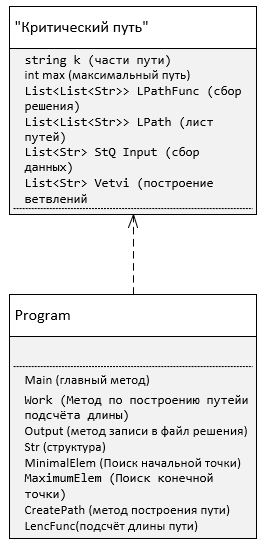 "Критический путь"
string k (части пути)
int max (максимальный путь)
List<List<Str>> LPathFunc (сбор
решения)
List<List<Str>> LPath (лист
путей)
List<Str> StQ Input (сбор
данных)
List<Str> Vetvi (построение
ветвлений
Program
Main (главный метод)
Work (Метод по построению путейи
подсчёта длины)
Output (метод записи в файл решения)
Str (структура)
MinimalElem (Поиск начальной точки)
MaximumElem (Поиск конечной
точки)
CreatePath (метод построения пути)
LencFunc(подсчёт длины пути)